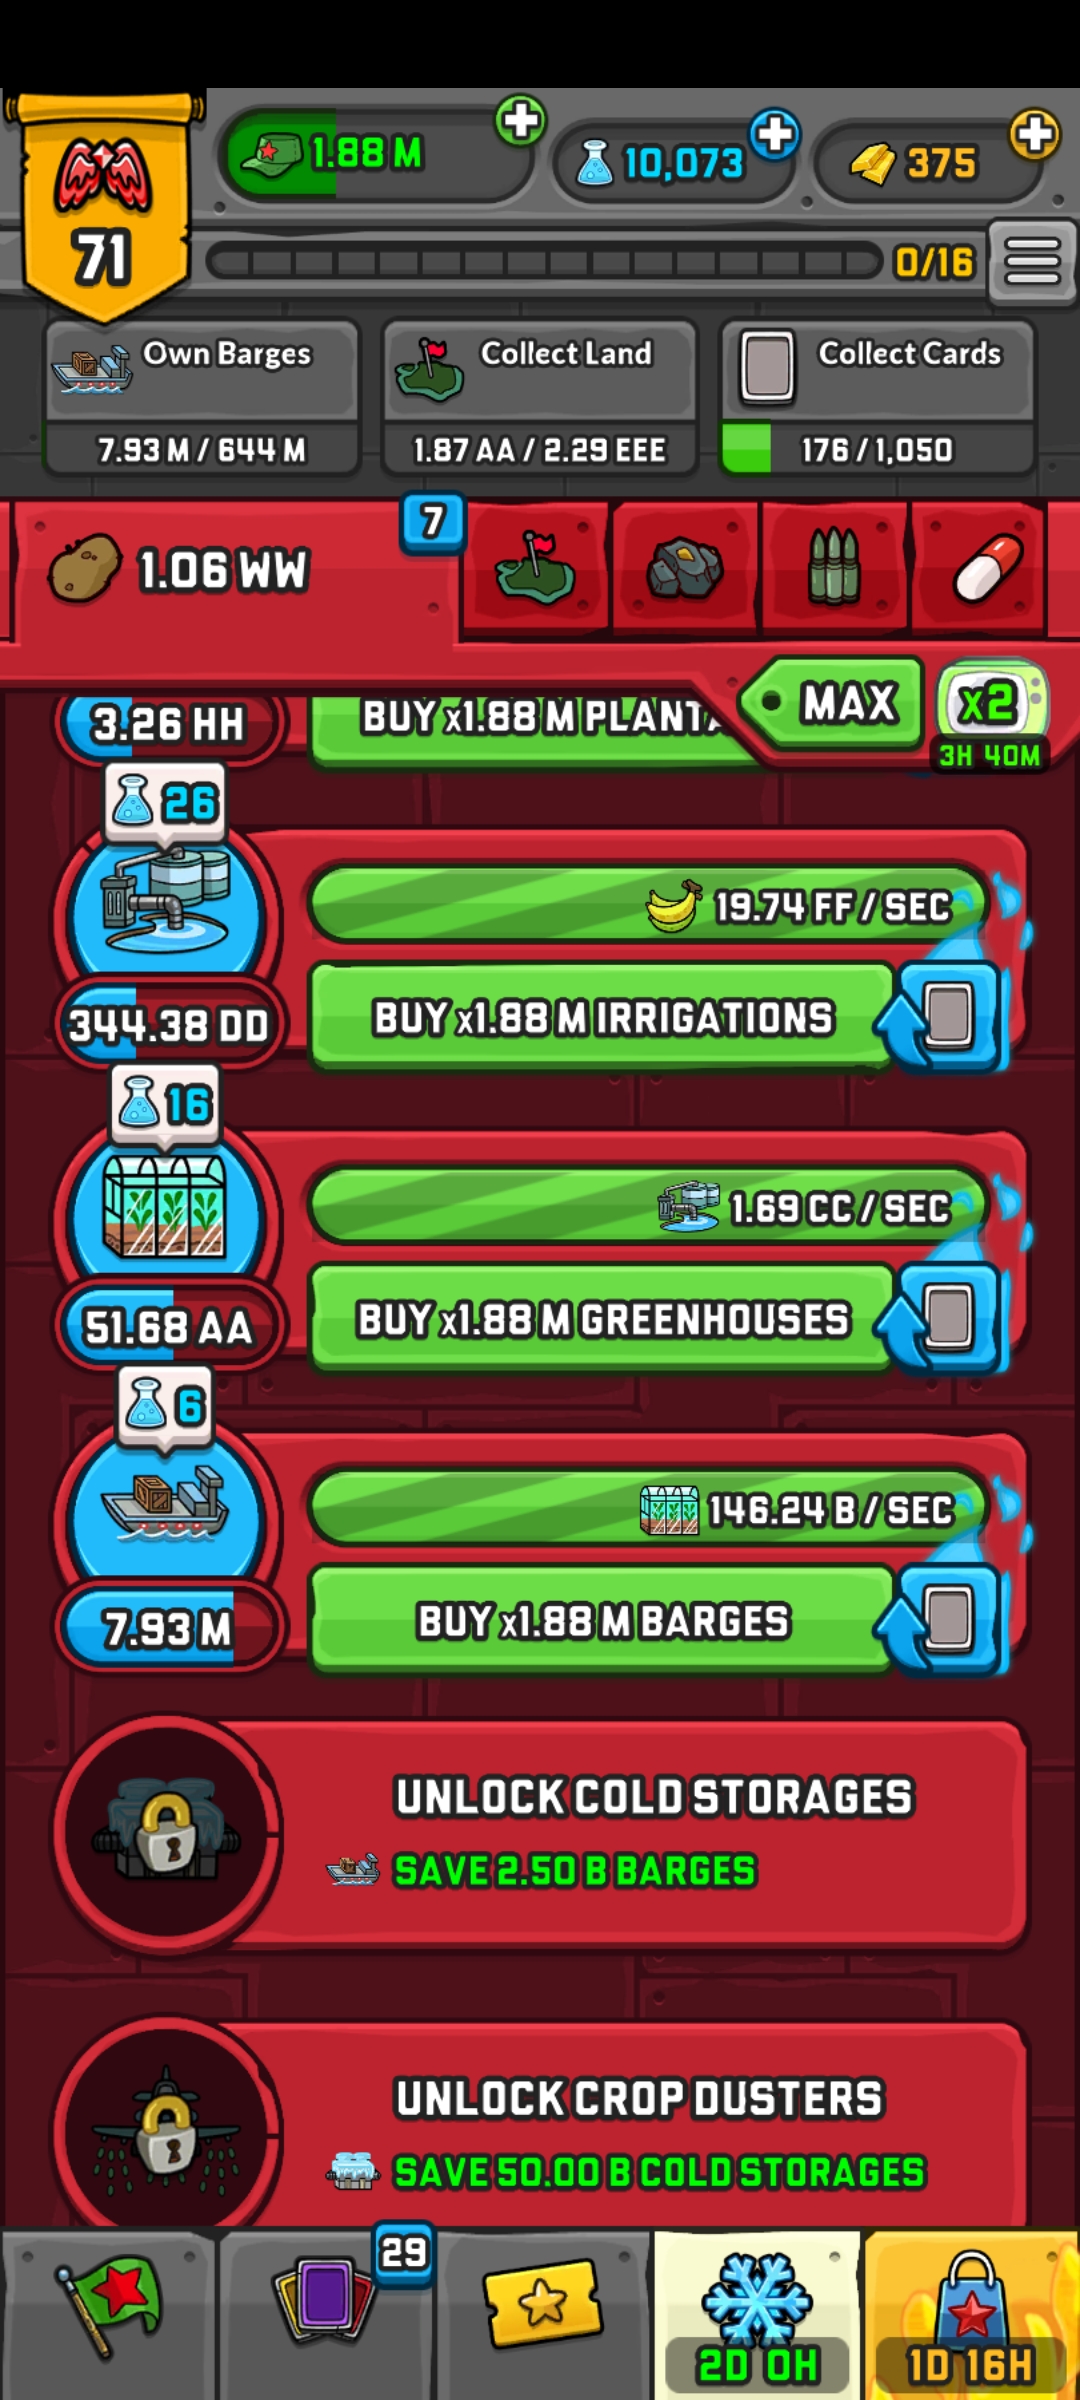 1.88 M
10,073
375
71
0/16
Own Barges
7.93 M / 644 M
Collect Land
1.87 AA / 2.29 EEE
Collect Cards
176 / 1,050
1.06 WW
7
MAX
x2
3H 40M
3.26 HH
BUY x1.88 M PLANTA
26
19.74 FF / SEC
344.38 DD
BUY x1.88 M IRRIGATIONS
16
1.69 CC / SEC
51.68 AA
BUY x1.88 M GREENHOUSES
6
146.24 B / SEC
7.93 M
BUY x1.88 M BARGES
UNLOCK COLD STORAGES
SAVE 2.50 B BARGES
UNLOCK CROP DUSTERS
SAVE 50.00 B COLD STORAGES
29
2D 0H
1D 16H